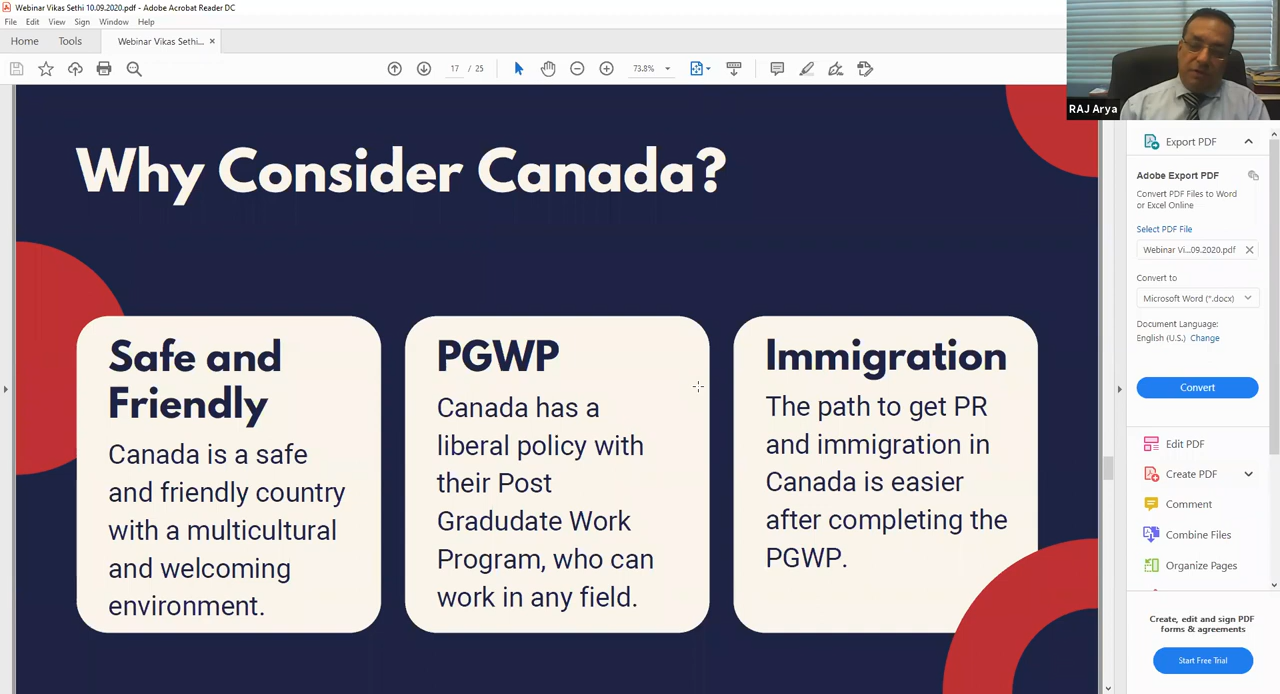 Webinar Vikas Sethi 10.09.2020.pdf - Adobe Acrobat Reader DC
File Edit View Sign Window Help
Home Tools Webinar Vikas Sethi... ×
17 / 25 73.8%
RAJ Arya
Why Consider Canada?
Safe and
Friendly
Canada is a safe
and friendly country
with a multicultural
and welcoming
environment.
PGWP
Canada has a
liberal policy with
their Post
Gradudate Work
Program, who can
work in any field.
Immigration
The path to get PR
and immigration in
Canada is easier
after completing the
PGWP.
Export PDF
Adobe Export PDF
Convert PDF Files to Word
or Excel Online
Select PDF File
Webinar Vi...09.2020.pdf
Convert to
Microsoft Word (*.docx)
Document Language:
English (U.S.) Change
Convert
Edit PDF
Create PDF
Comment
Combine Files
Organize Pages
Create, edit and sign PDF
forms & agreements
Start Free Trial